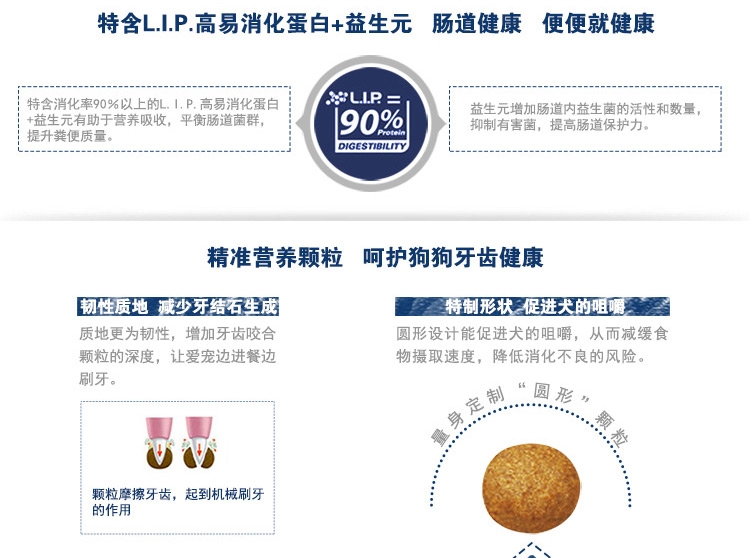 特含L.I.P.高易消化蛋白+益生元 肠道健康 便便就健康
特含消化率90%以上的L.I.P.高易消化蛋白
+益生元有助于营养吸收，平衡肠道菌群，
提升粪便质量。
L.I.P. =
90%
Protein
DIGESTIBILITY
益生元增加肠道内益生菌的活性和数量，
抑制有害菌，提高肠道保护力。
精准营养颗粒 呵护狗狗牙齿健康
韧性质地 减少牙结石生成
质地更为韧性，增加牙齿咬合
颗粒的深度，让爱宠边进餐边
刷牙。
颗粒摩擦牙齿，起到机械刷牙
的作用
特制形状 促进犬的咀嚼
圆形设计能促进犬的咀嚼，从而减缓食
物摄取速度，降低消化不良的风险。
量身定制“圆形”颗粒